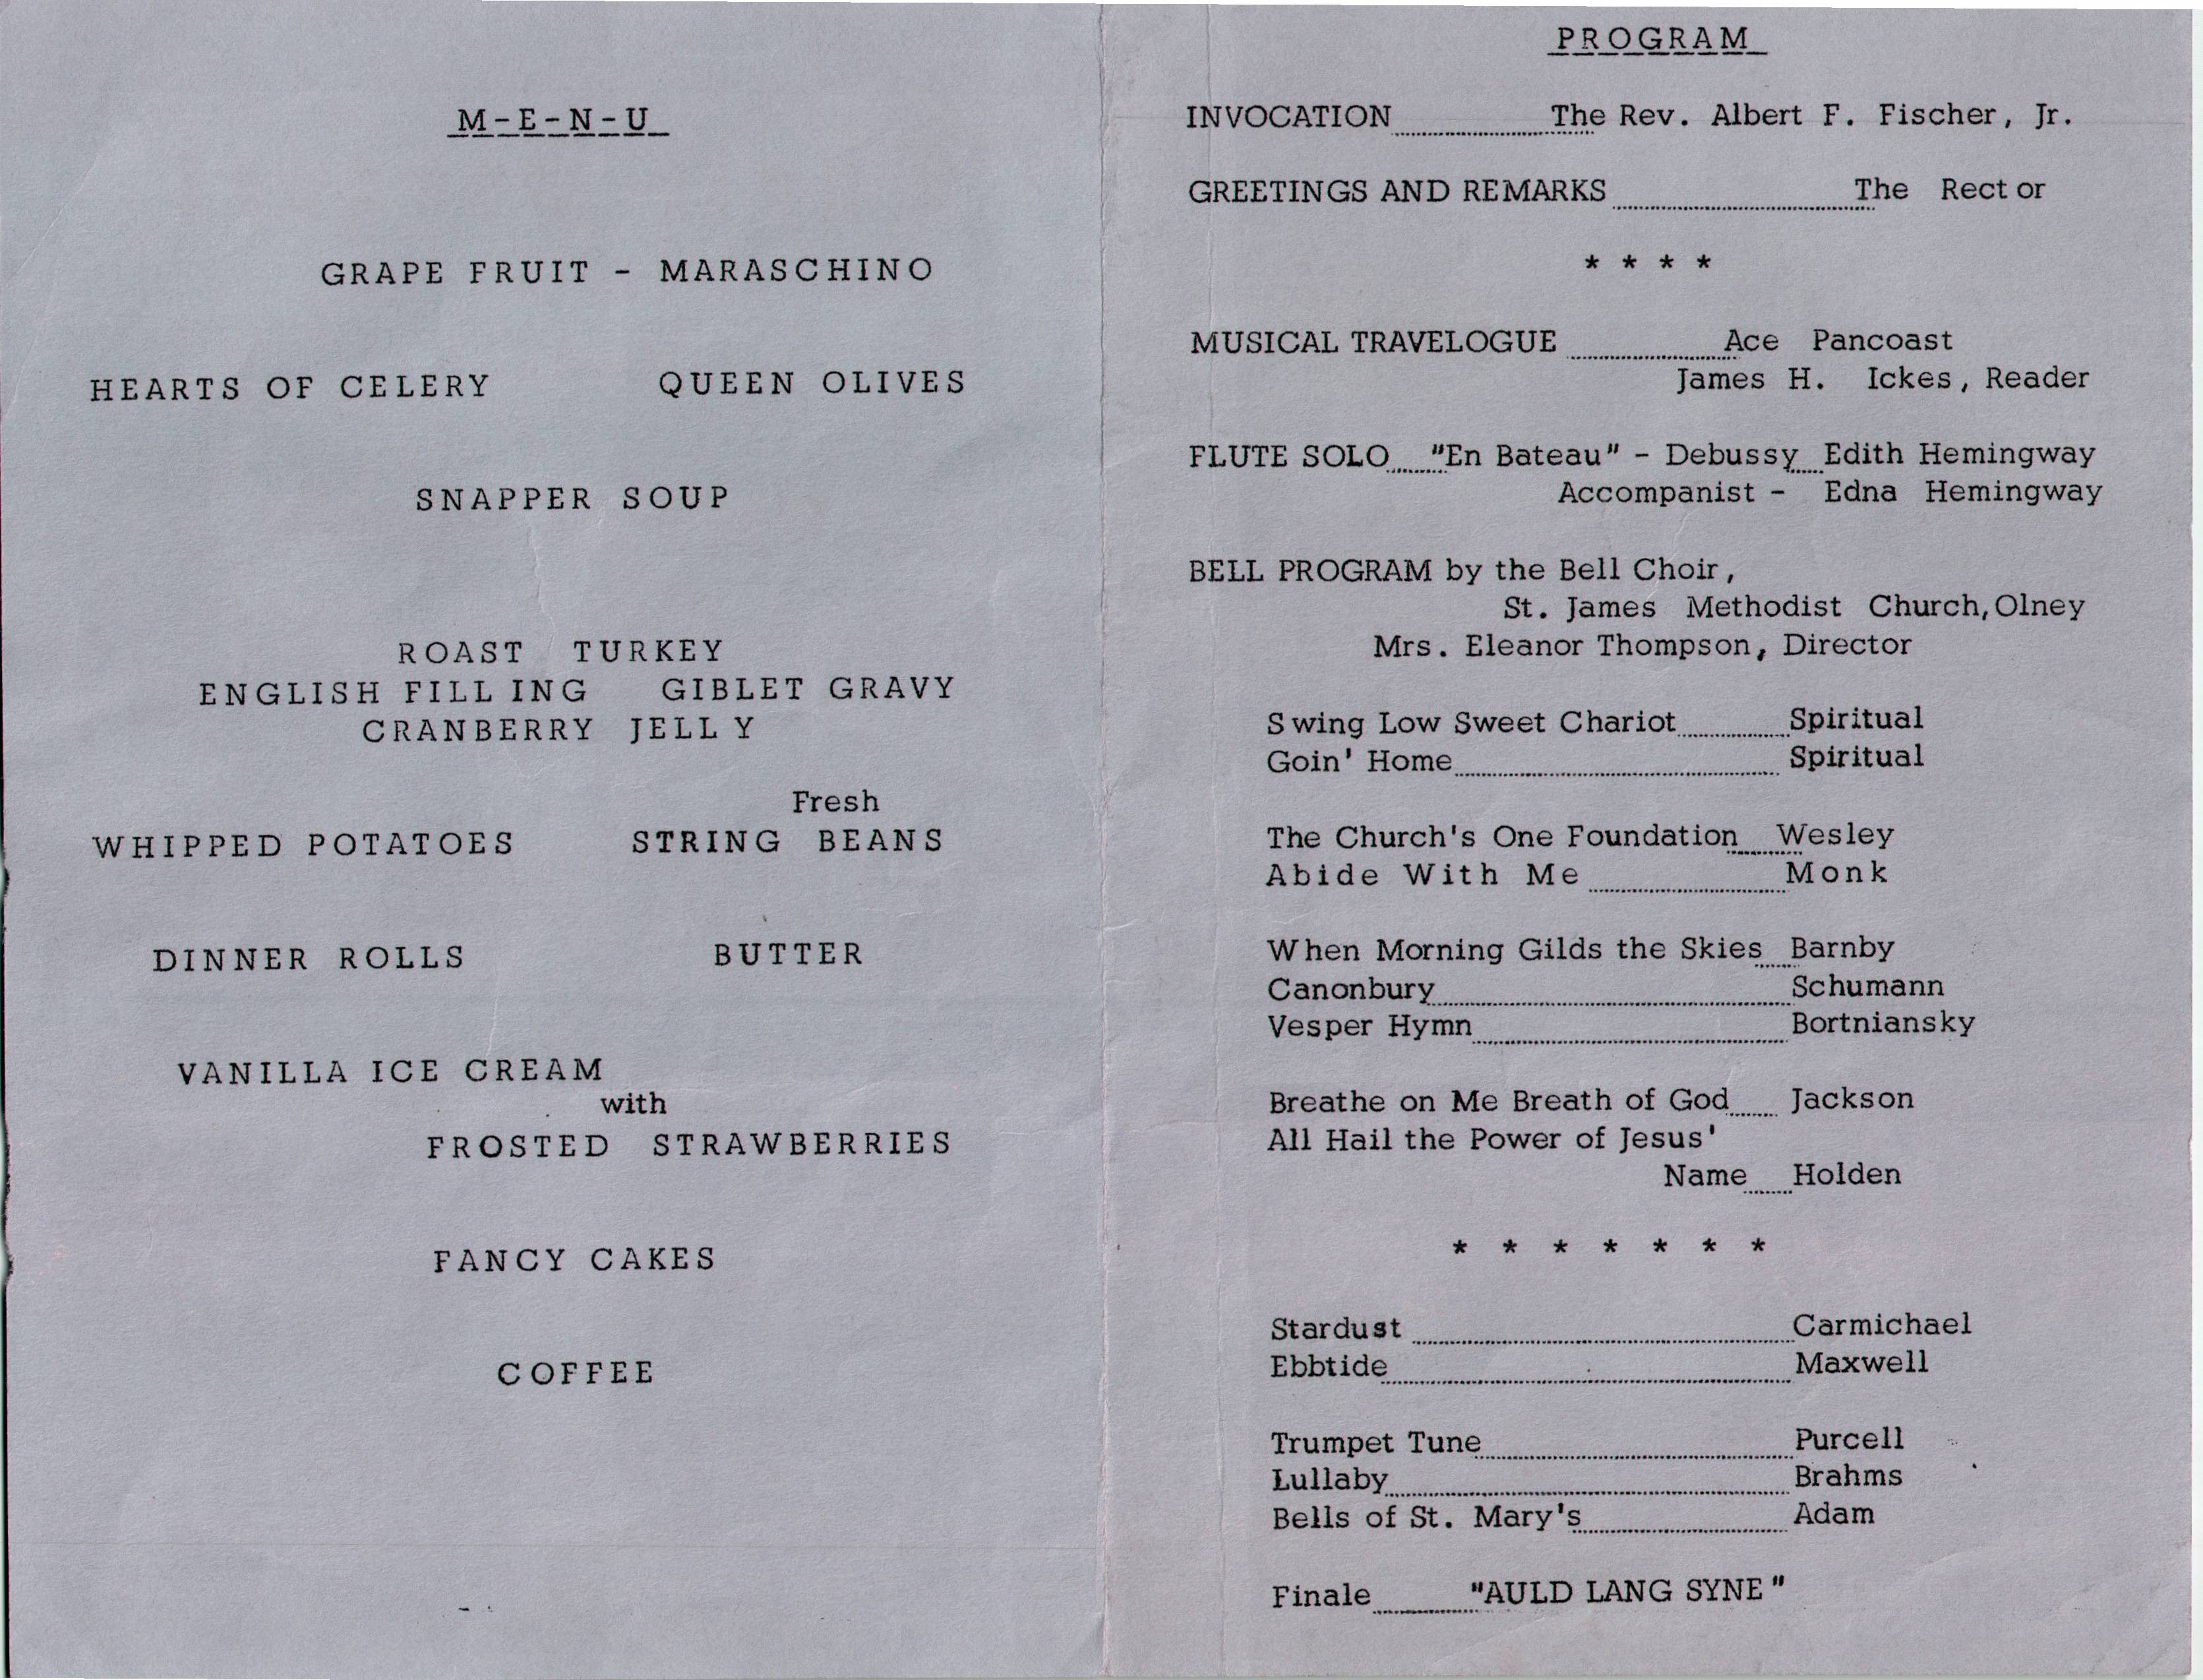 M-E-N-U
GRAPE FRUIT - MARASCHINO
HEARTS OF CELERY QUEEN OLIVES
SNAPPER SOUP
ROAST TURKEY
ENGLISH FILLING GIBLET GRAVY
CRANBERRY JELLY
Fresh
WHIPPED POTATOES STRING BEANS
DINNER ROLLS BUTTER
VANILLA ICE CREAM
with
FROSTED STRAWBERRIES
FANCY CAKES
COFFEE
PROGRAM
INVOCATION The Rev. Albert F. Fischer, Jr.
GREETINGS AND REMARKS The Rector
* * * *
MUSICAL TRAVELOGUE Ace Pancoast
James H. Ickes, Reader
FLUTE SOLO "En Bateau" - Debussy Edith Hemingway
Accompanist - Edna Hemingway
BELL PROGRAM by the Bell Choir,
St. James Methodist Church, Olney
Mrs. Eleanor Thompson, Director
Swing Low Sweet Chariot Spiritual
Goin' Home Spiritual
The Church's One Foundation Wesley
Abide With Me Monk
When Morning Gilds the Skies Barnby
Canonbury Schumann
Vesper Hymn Bortniansky
Breathe on Me Breath of God Jackson
All Hail the Power of Jesus'
Name Holden
* * * * * * *
Stardust Carmichael
Ebbtide Maxwell
Trumpet Tune Purcell
Lullaby Brahms
Bells of St. Mary's Adam
Finale "AULD LANG SYNE"